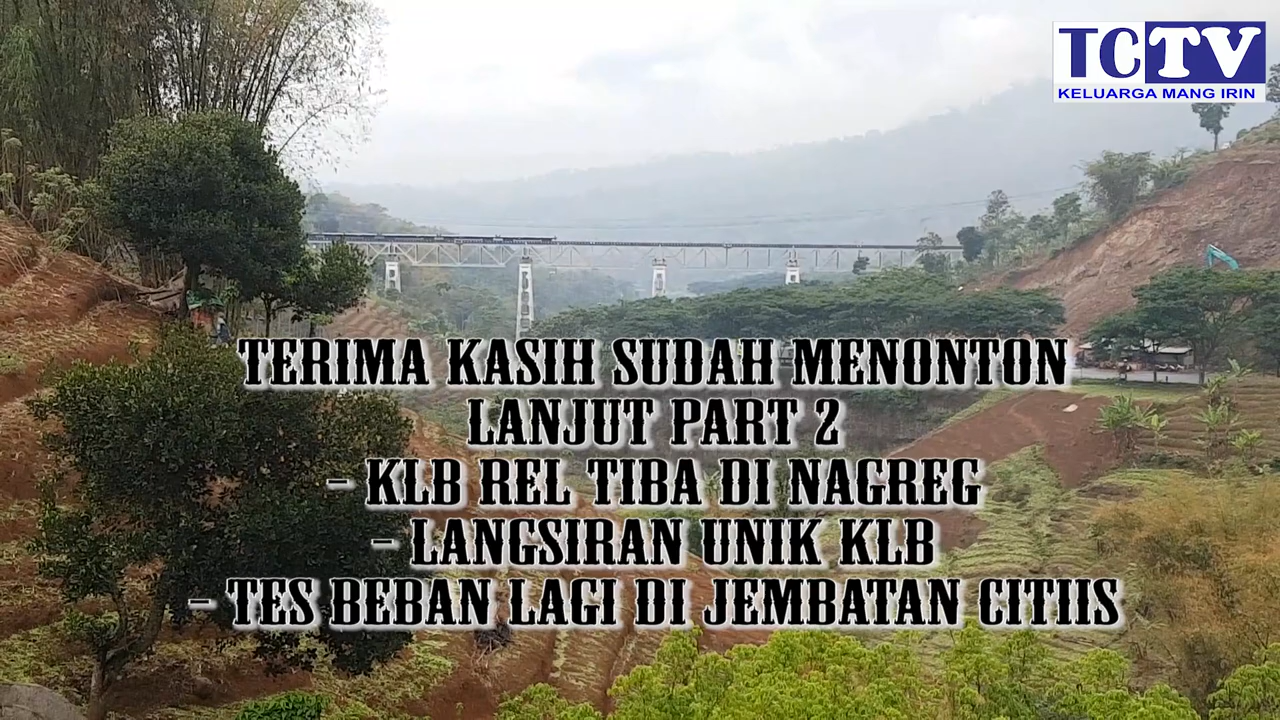 TCTV
KELUARGA MANG IRIN
TERIMA KASIH SUDAH MENONTON
LANJUT PART 2
- KLB REL TIBA DI NAGREG
- LANGSIRAN UNIK KLB
- TES BEBAN LAGI DI JEMBATAN CITIIS